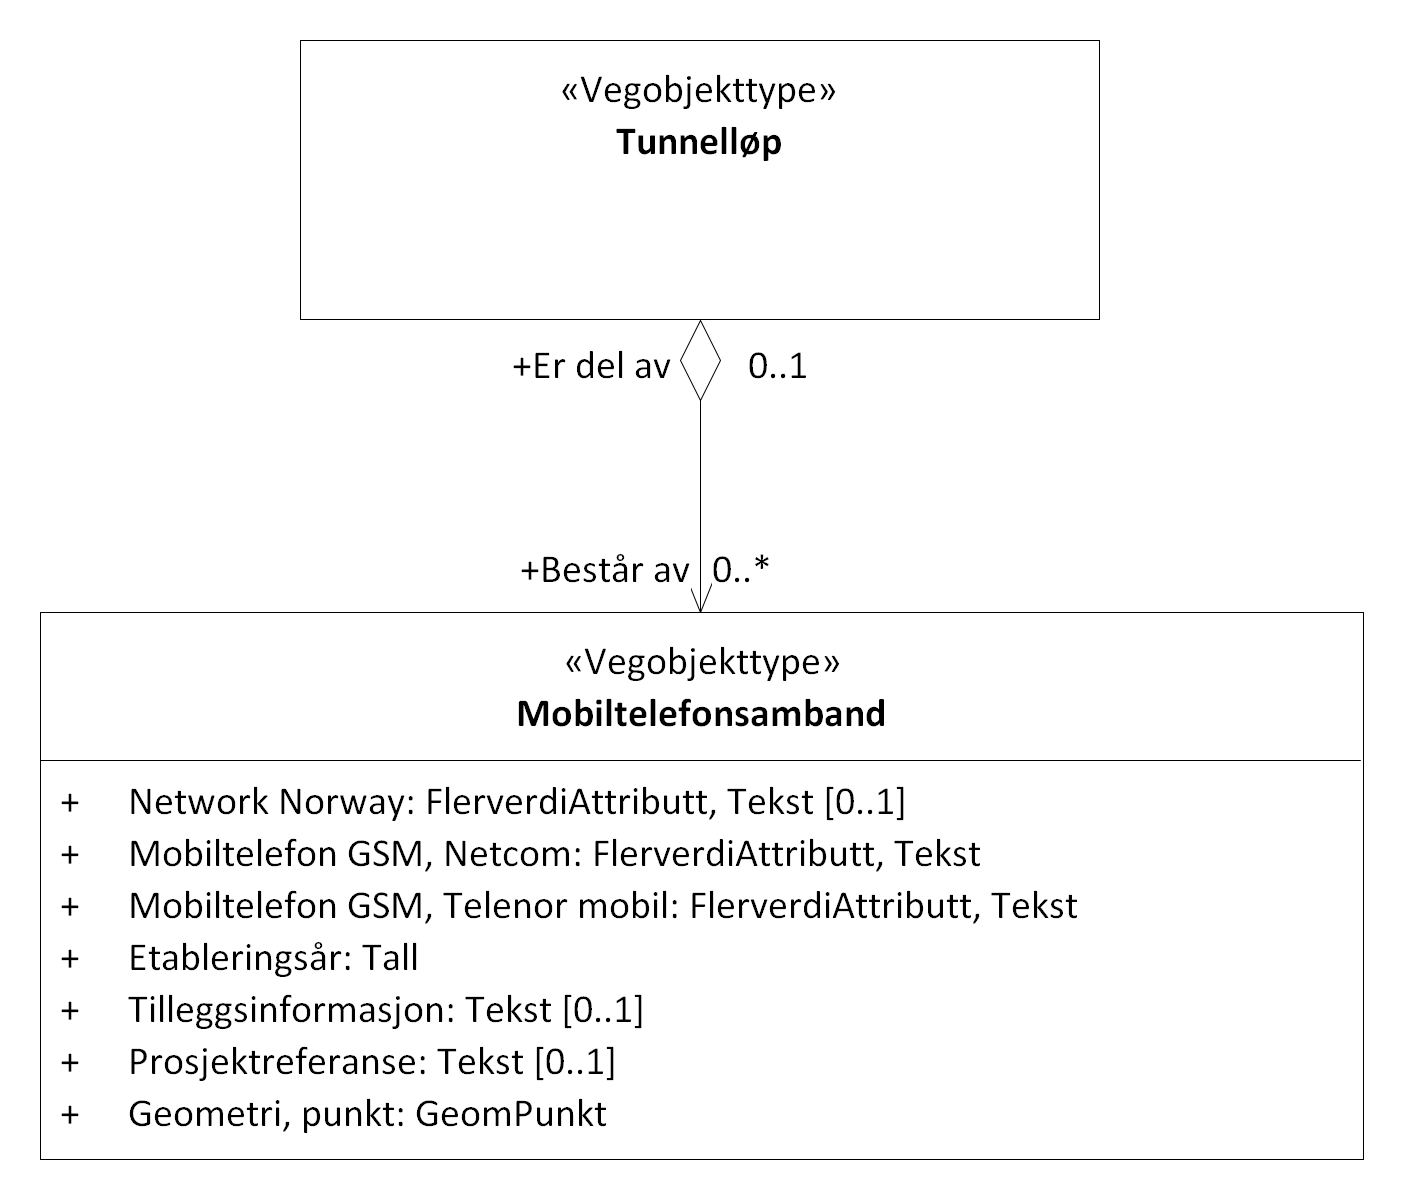 «Vegobjekttype»
Tunnelløp
+Er del av 0..1
+Består av 0..*
«Vegobjekttype»
Mobiltelefonsamband
+ Network Norway: FlerverdiAttributt, Tekst [0..1]
+ Mobiltelefon GSM, Netcom: FlerverdiAttributt, Tekst
+ Mobiltelefon GSM, Telenor mobil: FlerverdiAttributt, Tekst
+ Etableringsår: Tall
+ Tilleggsinformasjon: Tekst [0..1]
+ Prosjektreferanse: Tekst [0..1]
+ Geometri, punkt: GeomPunkt